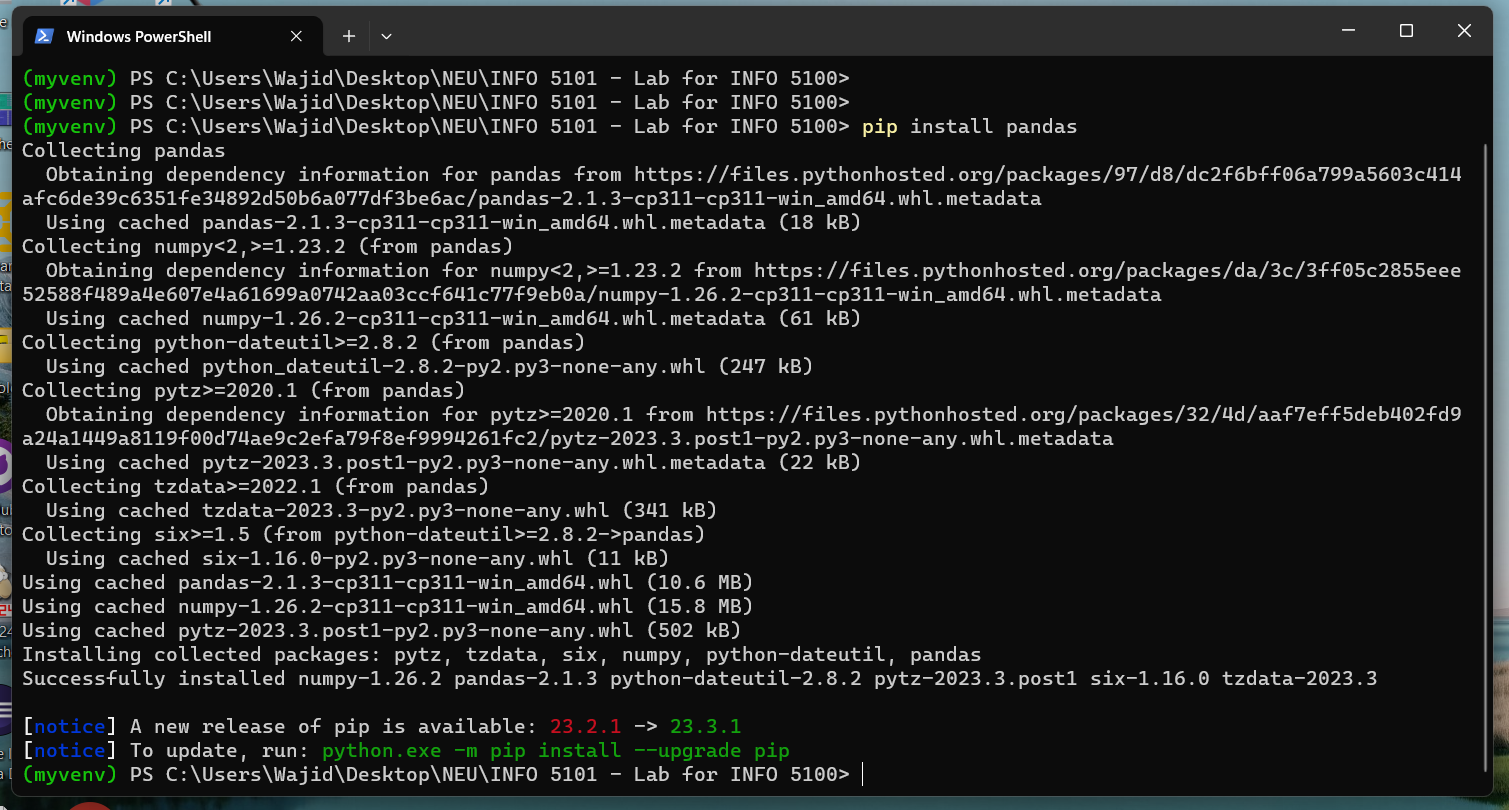 Windows PowerShell
(myvenv) PS C:\Users\Wajid\Desktop\NEU\INFO 5101 - Lab for INFO 5100>
(myvenv) PS C:\Users\Wajid\Desktop\NEU\INFO 5101 - Lab for INFO 5100>
(myvenv) PS C:\Users\Wajid\Desktop\NEU\INFO 5101 - Lab for INFO 5100> pip install pandas
Collecting pandas
  Obtaining dependency information for pandas from https://files.pythonhosted.org/packages/97/d8/dc2f6bff06a799a5603c414
afc6de39c6351fe34892d50b6a077df3be6ac/pandas-2.1.3-cp311-cp311-win_amd64.whl.metadata
  Using cached pandas-2.1.3-cp311-cp311-win_amd64.whl.metadata (18 kB)
Collecting numpy<2,>=1.23.2 (from pandas)
  Obtaining dependency information for numpy<2,>=1.23.2 from https://files.pythonhosted.org/packages/da/3c/3ff05c2855eee
52588f489a4e607e4a61699a0742aa03ccf641c77f9eb0a/numpy-1.26.2-cp311-cp311-win_amd64.whl.metadata
  Using cached numpy-1.26.2-cp311-cp311-win_amd64.whl.metadata (61 kB)
Collecting python-dateutil>=2.8.2 (from pandas)
  Using cached python_dateutil-2.8.2-py2.py3-none-any.whl (247 kB)
Collecting pytz>=2020.1 (from pandas)
  Obtaining dependency information for pytz>=2020.1 from https://files.pythonhosted.org/packages/32/4d/aaf7eff5deb402fd9
a24a1449a8119f00d74ae9c2efa79f8ef9994261fc2/pytz-2023.3.post1-py2.py3-none-any.whl.metadata
  Using cached pytz-2023.3.post1-py2.py3-none-any.whl.metadata (22 kB)
Collecting tzdata>=2022.1 (from pandas)
  Using cached tzdata-2023.3-py2.py3-none-any.whl (341 kB)
Collecting six>=1.5 (from python-dateutil>=2.8.2->pandas)
  Using cached six-1.16.0-py2.py3-none-any.whl (11 kB)
Using cached pandas-2.1.3-cp311-cp311-win_amd64.whl (10.6 MB)
Using cached numpy-1.26.2-cp311-cp311-win_amd64.whl (15.8 MB)
Using cached pytz-2023.3.post1-py2.py3-none-any.whl (502 kB)
Installing collected packages: pytz, tzdata, six, numpy, python-dateutil, pandas
Successfully installed numpy-1.26.2 pandas-2.1.3 python-dateutil-2.8.2 pytz-2023.3.post1 six-1.16.0 tzdata-2023.3
[notice] A new release of pip is available: 23.2.1 -> 23.3.1
[notice] To update, run: python.exe -m pip install --upgrade pip
(myvenv) PS C:\Users\Wajid\Desktop\NEU\INFO 5101 - Lab for INFO 5100>